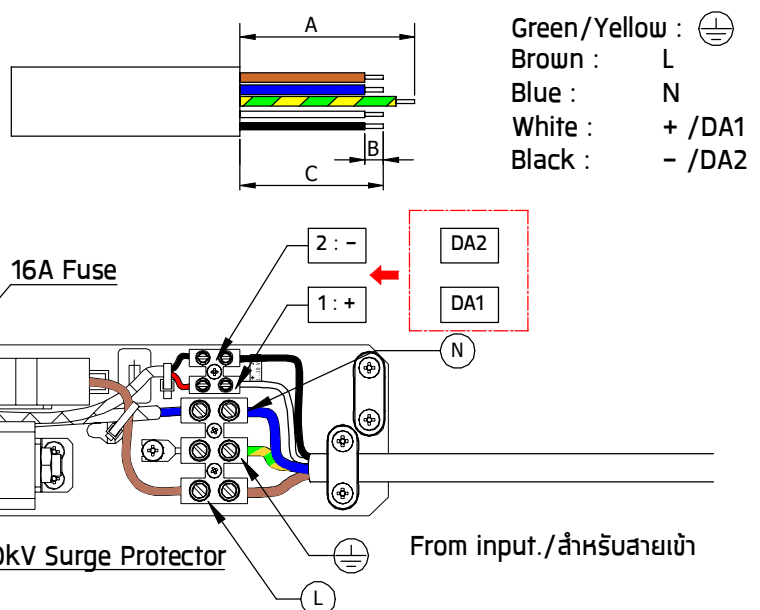 A
B
C
Green/Yellow :
Brown : L
Blue : N
White : + /DA1
Black : - /DA2
2 : - DA2
1 : + DA1
16A Fuse
N
0kV Surge Protector
From input./สำหรับสายเข้า
L